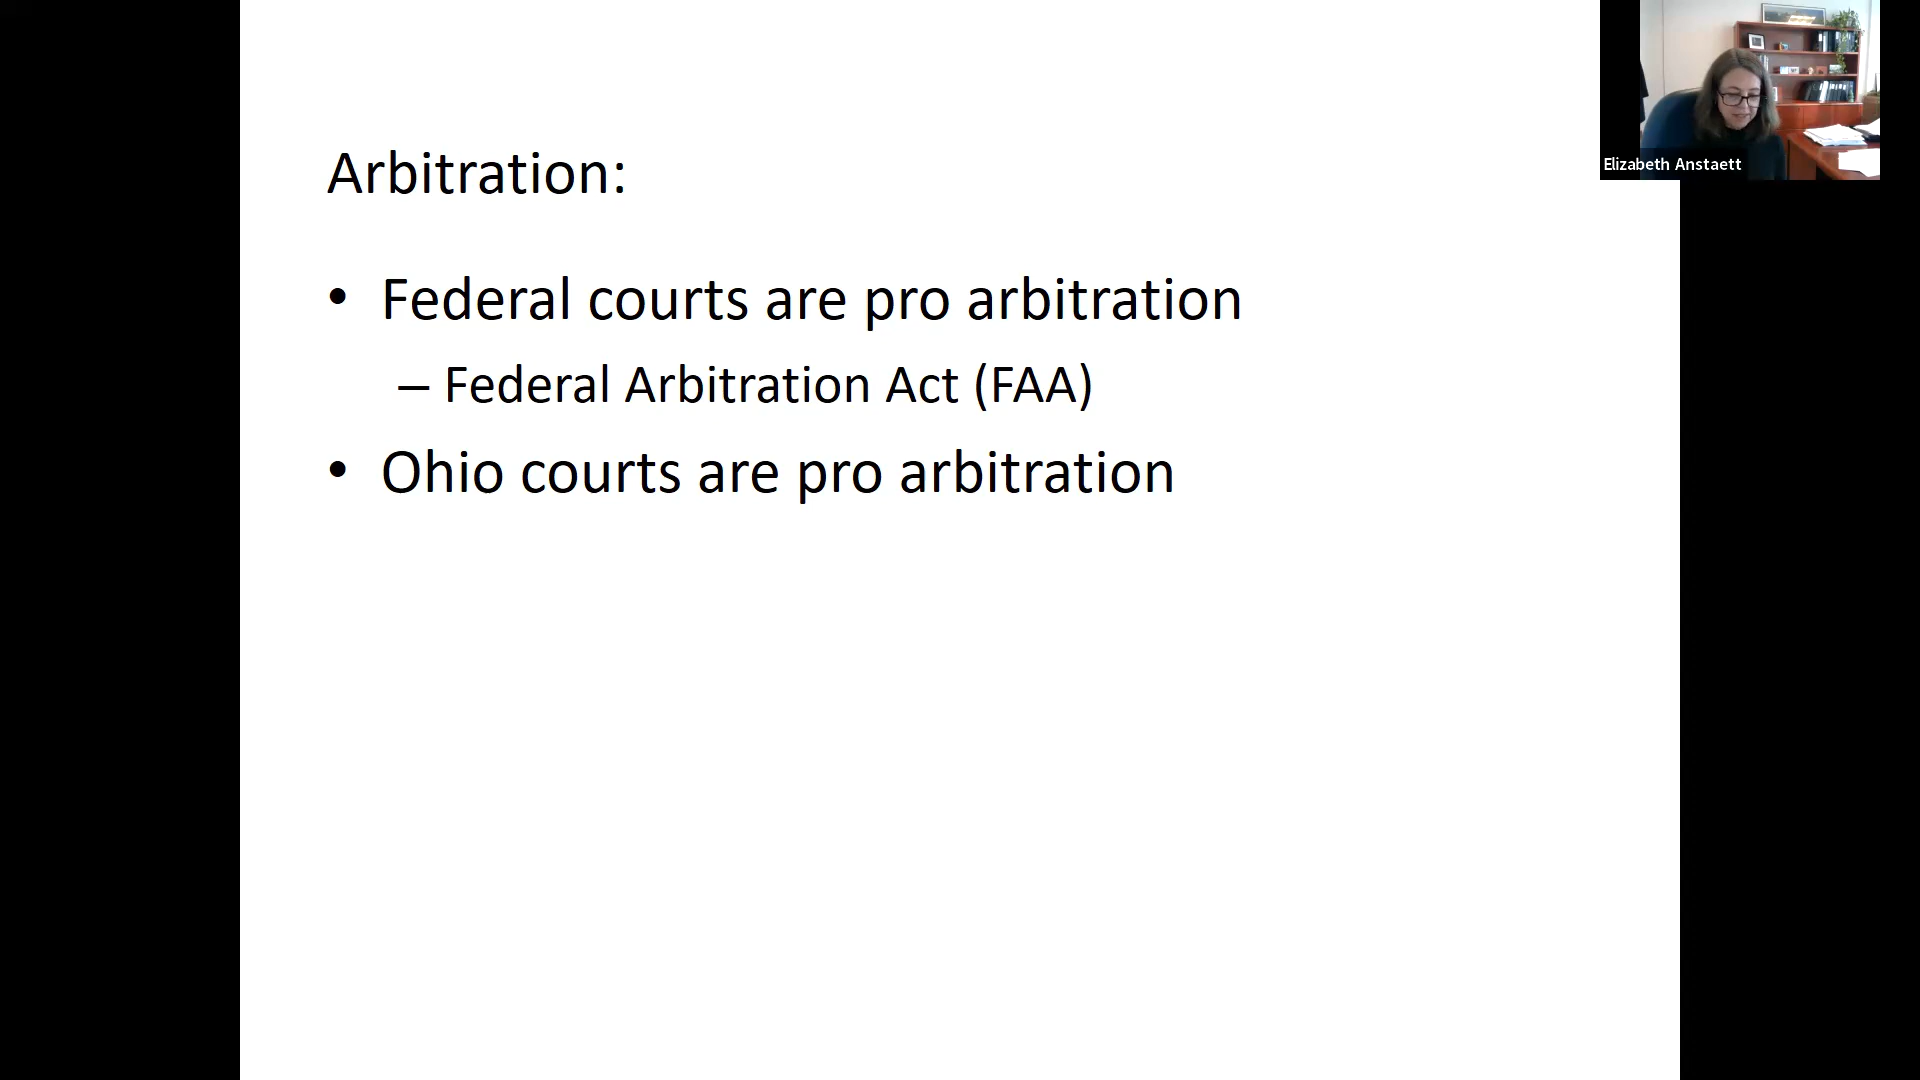 Arbitration:
• Federal courts are pro arbitration
– Federal Arbitration Act (FAA)
• Ohio courts are pro arbitration
Elizabeth Anstaett